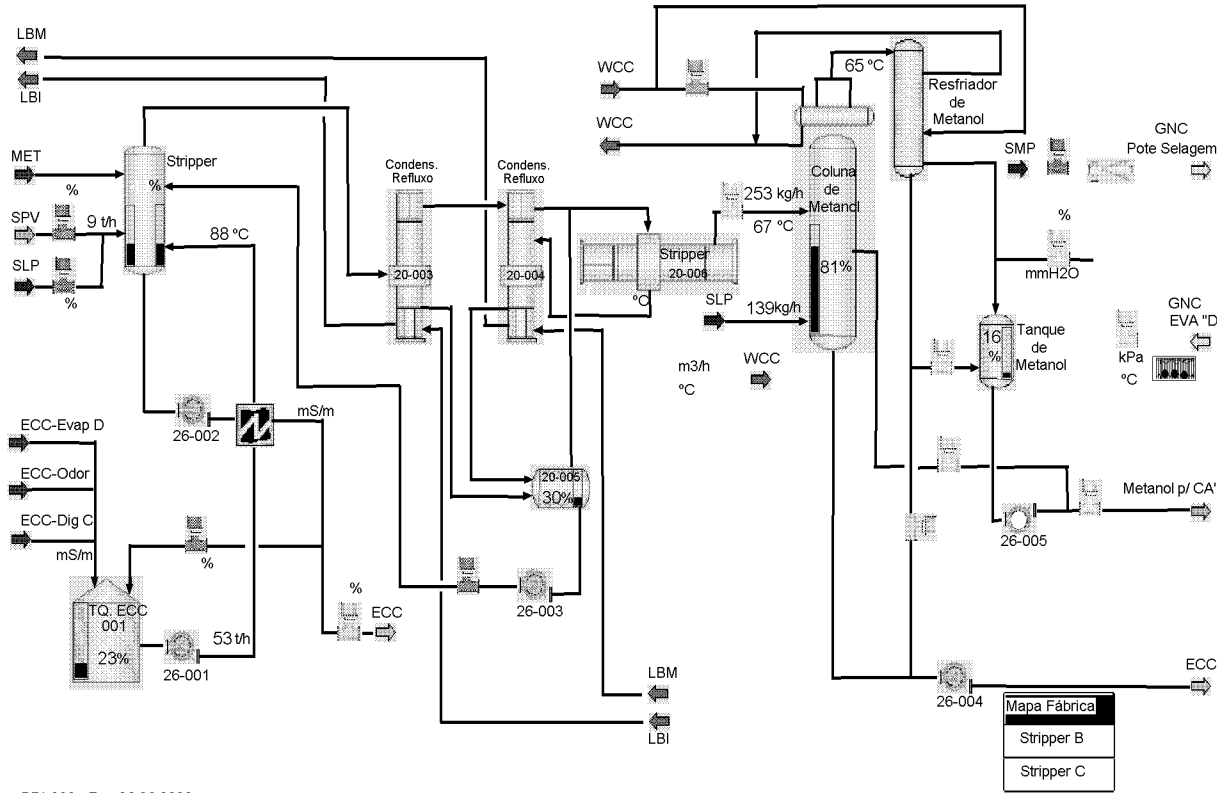 LBM
LBI
MET
Stripper
%
%
SPV
9 t/h
SLP
%
88 ºC
Condens.
Refluxo
Condens.
Refluxo
20-003
20-004
WCC
WCC
65 ºC
Resfriador
de
Metanol
SMP
GNC
Pote Selagem
Coluna
de
Metanol
253 kg/h
67 ºC
81%
Stripper
20-006
ºC
SLP
139kg/h
m3/h
ºC
WCC
%
mmH2O
GNC
EVA "D
kPa
ºC
16
%
Tanque
de
Metanol
26-002
mS/m
ECC-Evap D
ECC-Odor
ECC-Dig C
mS/m
%
TQ. ECC
001
23%
26-001
53 t/h
%
ECC
20-005
30%
26-003
LBM
LBI
Metanol p/ CA'
26-005
26-004
ECC
Mapa Fábrica
Stripper B
Stripper C